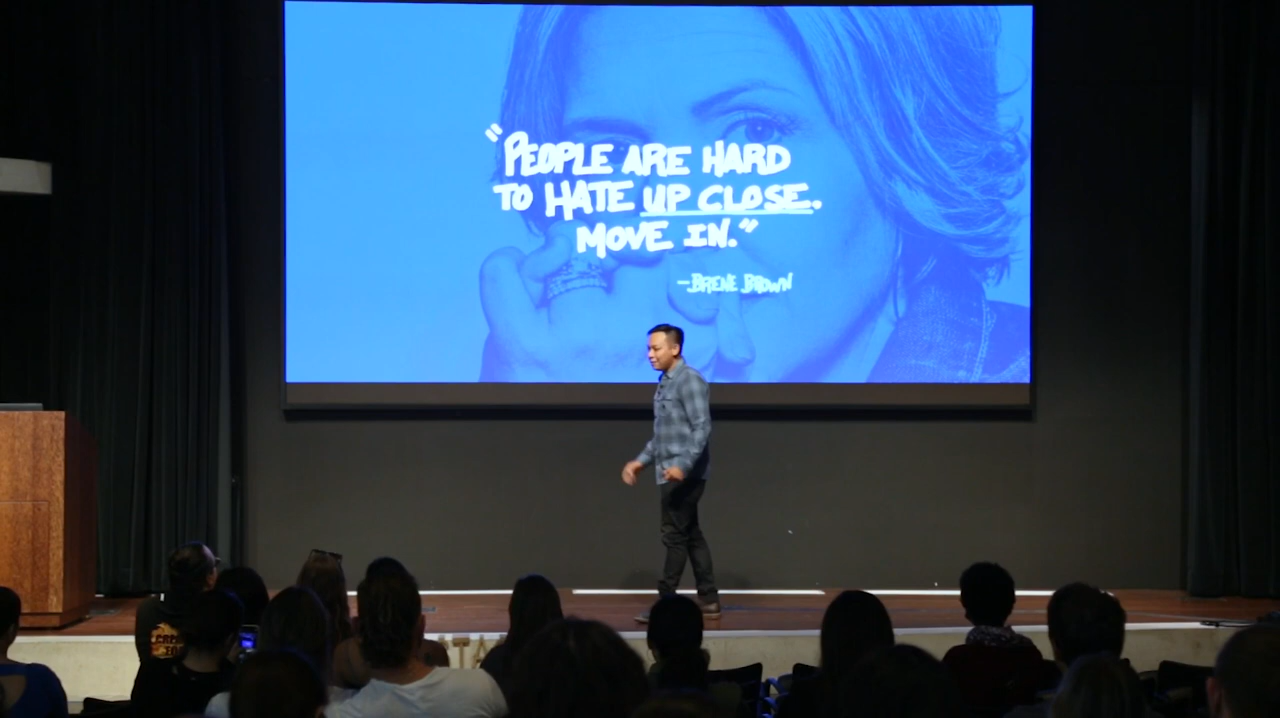 “PEOPLE ARE HARD
TO HATE UP CLOSE.
MOVE IN.”
—BRENE BROWN